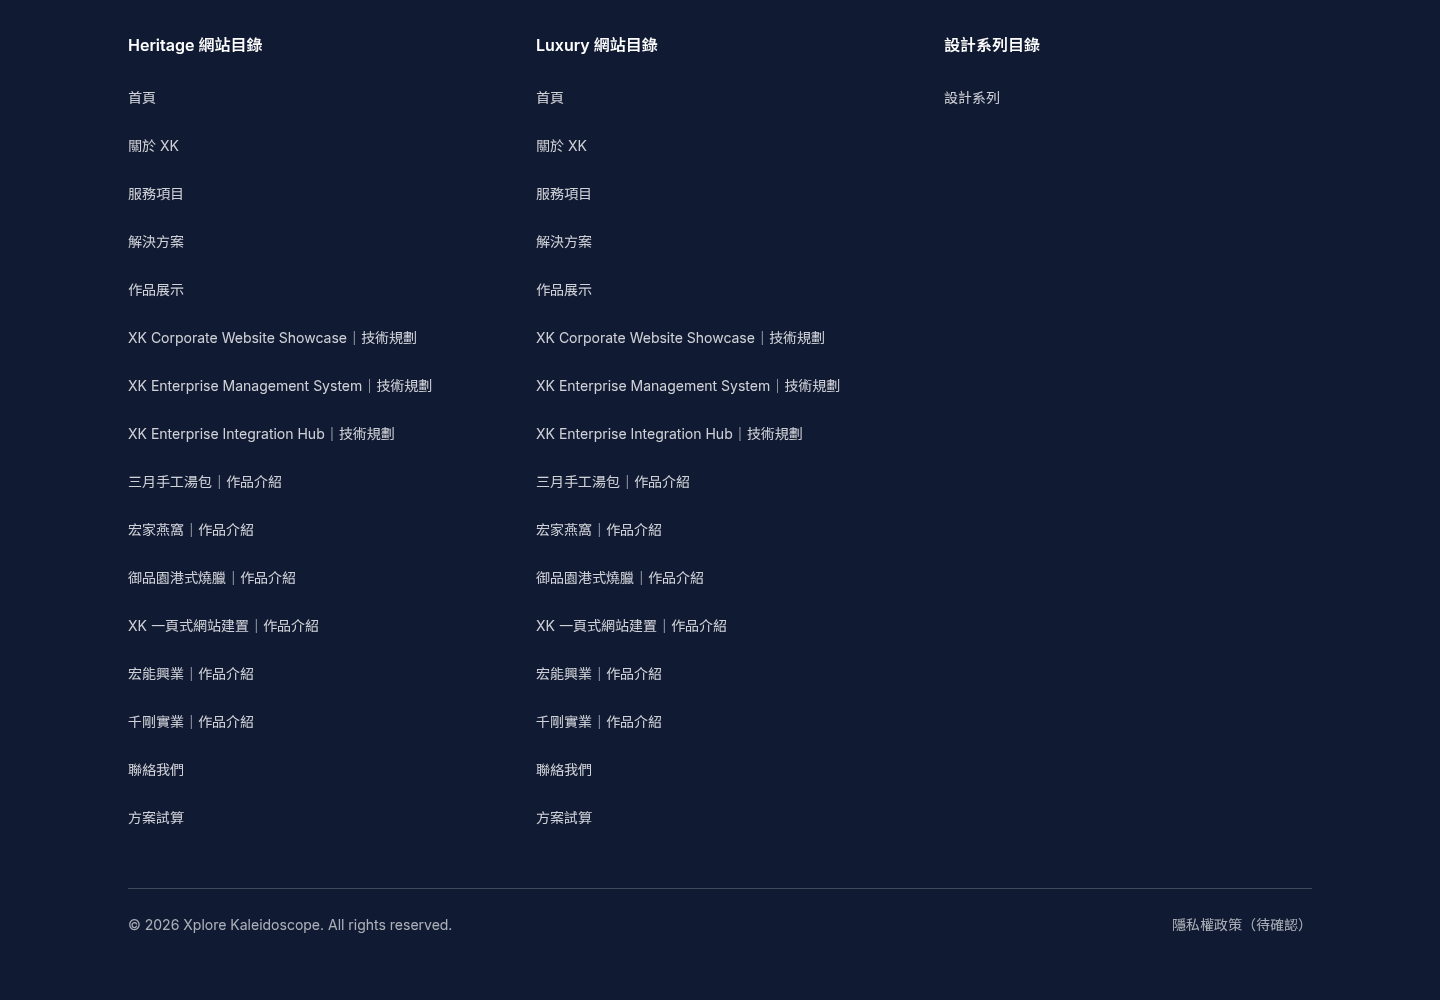 Heritage 網站目錄
首頁
關於 XK
服務項目
解決方案
作品展示
XK Corporate Website Showcase｜技術規劃
XK Enterprise Management System｜技術規劃
XK Enterprise Integration Hub｜技術規劃
三月手工湯包｜作品介紹
宏家燕窩｜作品介紹
御品園港式燒臘｜作品介紹
XK 一頁式網站建置｜作品介紹
宏能興業｜作品介紹
千剛實業｜作品介紹
聯絡我們
方案試算
Luxury 網站目錄
首頁
關於 XK
服務項目
解決方案
作品展示
XK Corporate Website Showcase｜技術規劃
XK Enterprise Management System｜技術規劃
XK Enterprise Integration Hub｜技術規劃
三月手工湯包｜作品介紹
宏家燕窩｜作品介紹
御品園港式燒臘｜作品介紹
XK 一頁式網站建置｜作品介紹
宏能興業｜作品介紹
千剛實業｜作品介紹
聯絡我們
方案試算
設計系列目錄
設計系列
© 2026 Xplore Kaleidoscope. All rights reserved.
隱私權政策（待確認）